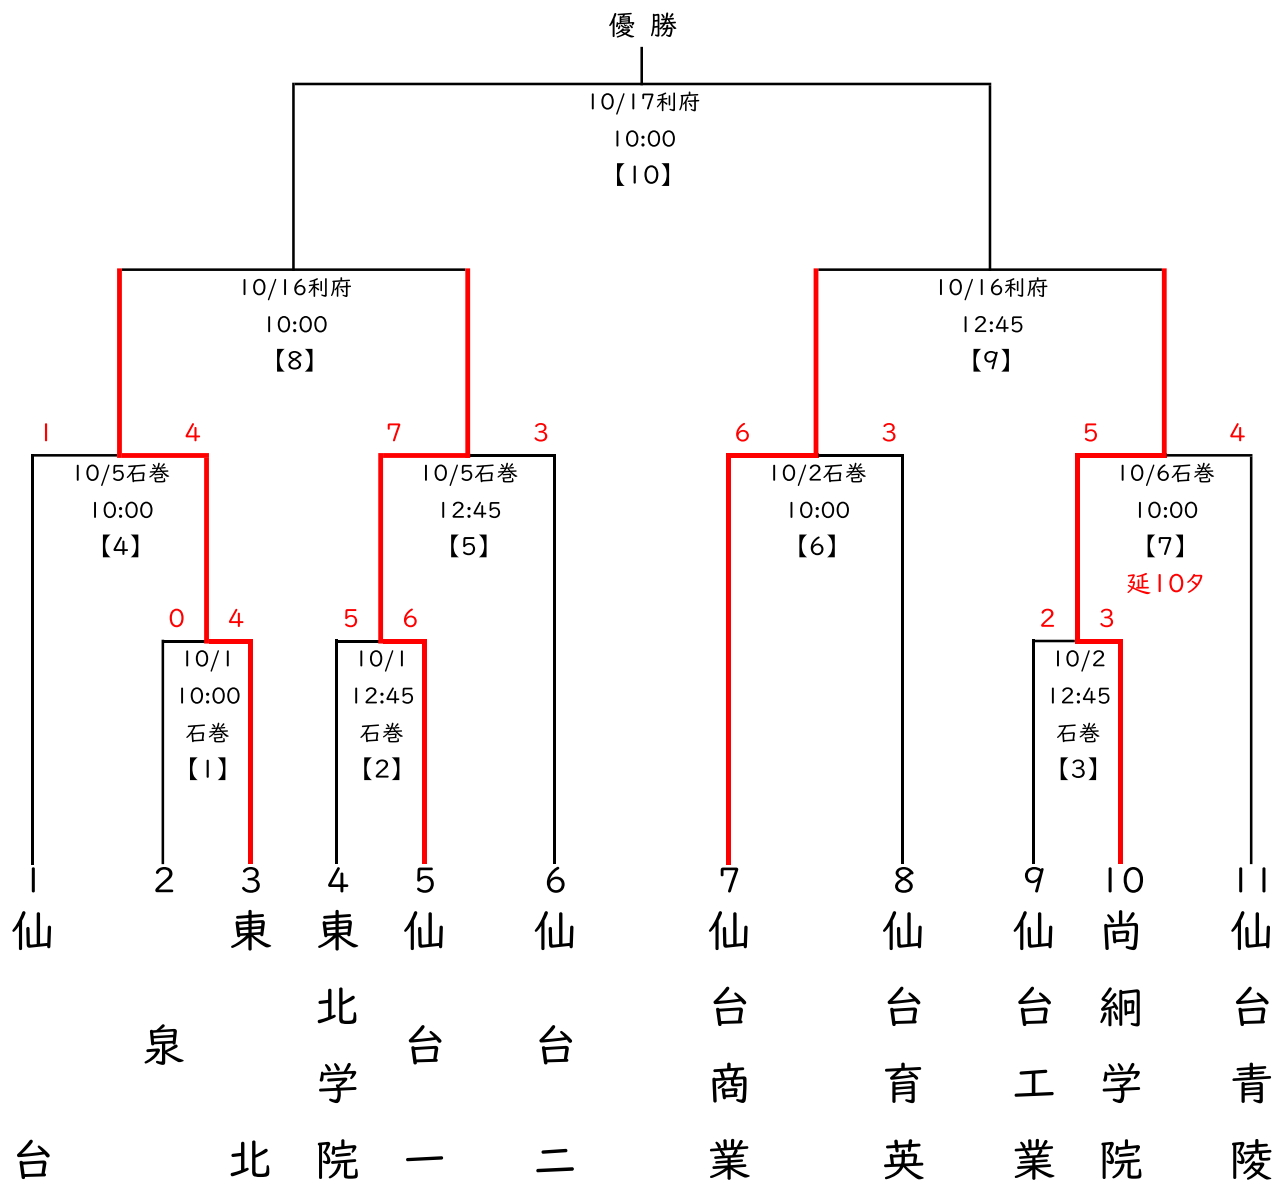 優勝
10/17利府
10:00
【10】
10/16利府
10:00
【8】
10/16利府
12:45
【9】
1 4
10/5石巻
10:00
【4】
7 3
10/5石巻
12:45
【5】
6 3
10/2石巻
10:00
【6】
5 4
10/6石巻
10:00
【7】
延10タ
0 4
10/1
10:00
石巻
【1】
5 6
10/1
12:45
石巻
【2】
2 3
10/2
12:45
石巻
【3】
1 仙台
2 泉
3 東北
4 東北学院
5 仙台一
6 仙台二
7 仙台商業
8 仙台育英
9 仙台工業
10 尚絅学院
11 仙台青陵